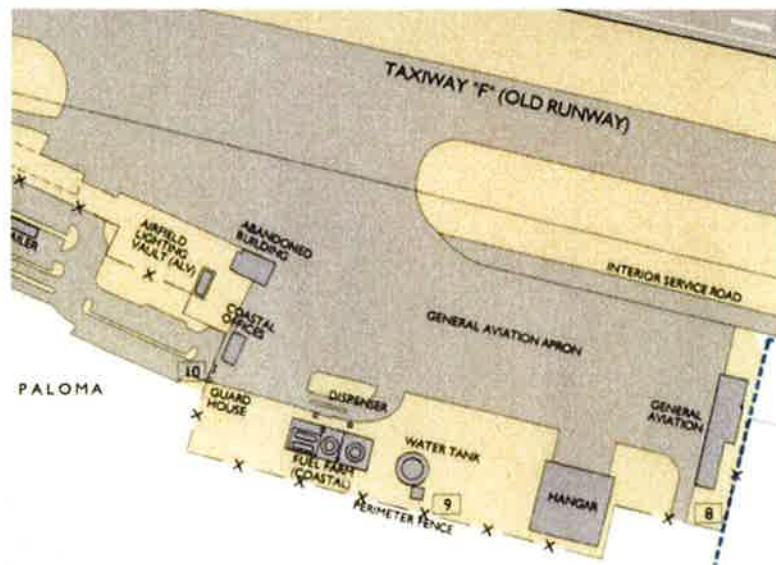 TAXIWAY "F" (OLD RUNWAY)
INTERIOR SERVICE ROAD
AIRFIELD
LIGHTING
VAULT (ALV)
ABANDONED
BUILDING
AILER
COASTAL
OFFICES
GENERAL AVIATION APRON
10
PALOMA
GUARD
HOUSE
DISPENSER
GENERAL
AVIATION
WATER TANK
FUEL FARM
(COASTAL)
HANGAR
9
8
PERIMETER FENCE